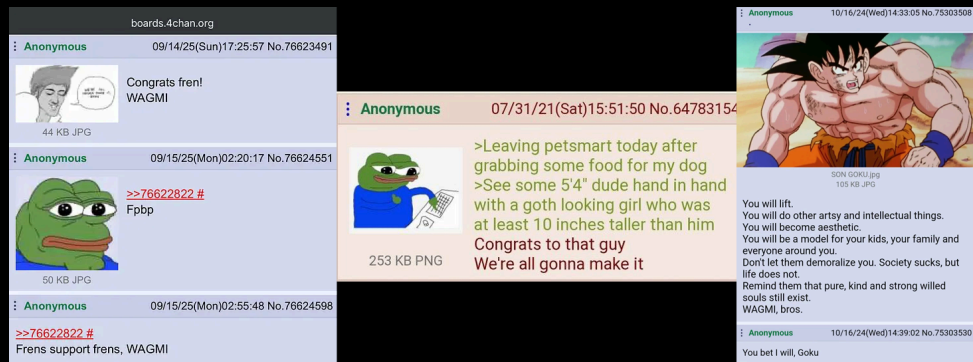 boards.4chan.org
Anonymous 09/14/25(Sun)17:25:57 No.76623491
Congrats fren!
WAGMI
44 KB JPG
Anonymous 09/15/25(Mon)02:20:17 No.76624551
>>76622822 #
Fpbp
50 KB JPG
Anonymous 09/15/25(Mon)02:55:48 No.76624598
>>76622822 #
Frens support frens, WAGMI
Anonymous 07/31/21(Sat)15:51:50 No.64783154
>Leaving petsmart today after
grabbing some food for my dog
>See some 5'4" dude hand in hand
with a goth looking girl who was
at least 10 inches taller than him
Congrats to that guy
We're all gonna make it
253 KB PNG
Anonymous 10/16/24(Wed)14:33:05 No.75303508
SON GOKU.jpg
105 KB JPG
You will lift.
You will do other artsy and intellectual things.
You will become aesthetic.
You will be a model for your kids, your family and
everyone around you.
Don't let them demoralize you. Society sucks, but
life does not.
Remind them that pure, kind and strong willed
souls still exist.
WAGMI, bros.
Anonymous 10/16/24(Wed)14:39:02 No.75303530
You bet I will, Goku